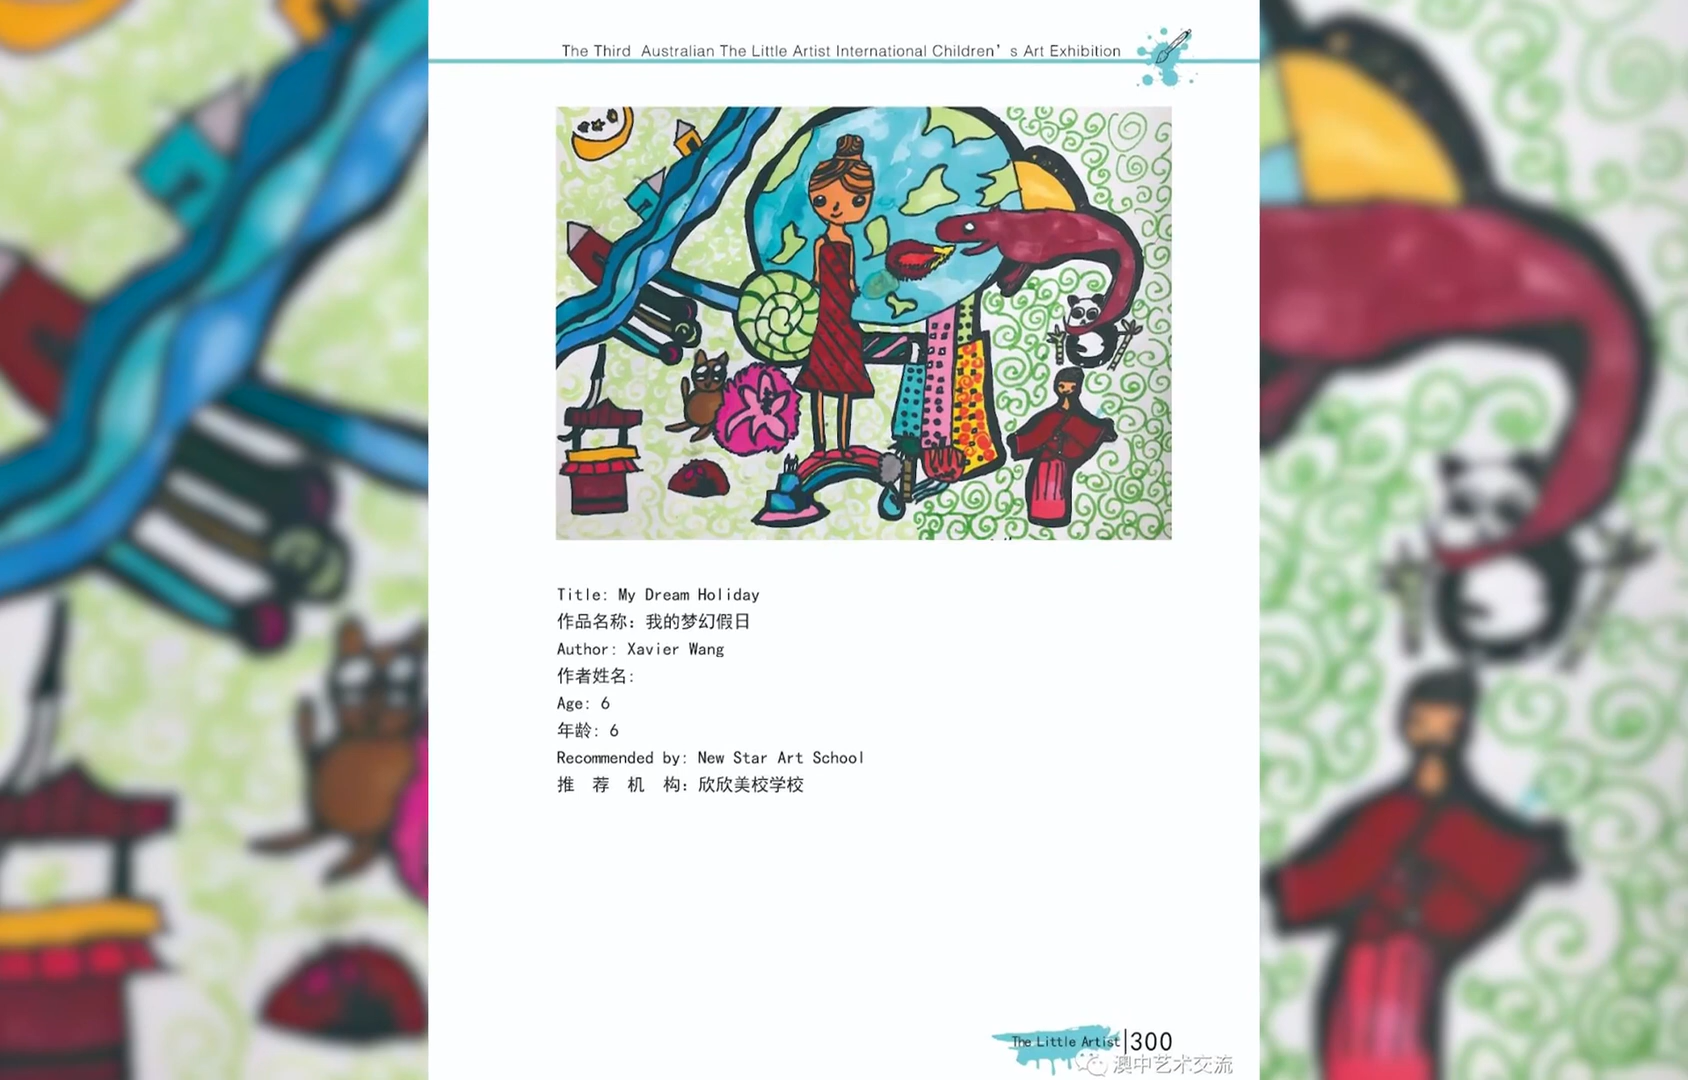 The Third  Australian The Little Artist International Children’s Art Exhibition
Title: My Dream Holiday
作品名称：我的梦幻假日
Author: Xavier Wang
作者姓名:
Age: 6
年龄: 6
Recommended by: New Star Art School
推 荐 机 构：欣欣美校学校
The Little Artist|300
澳中艺术交流